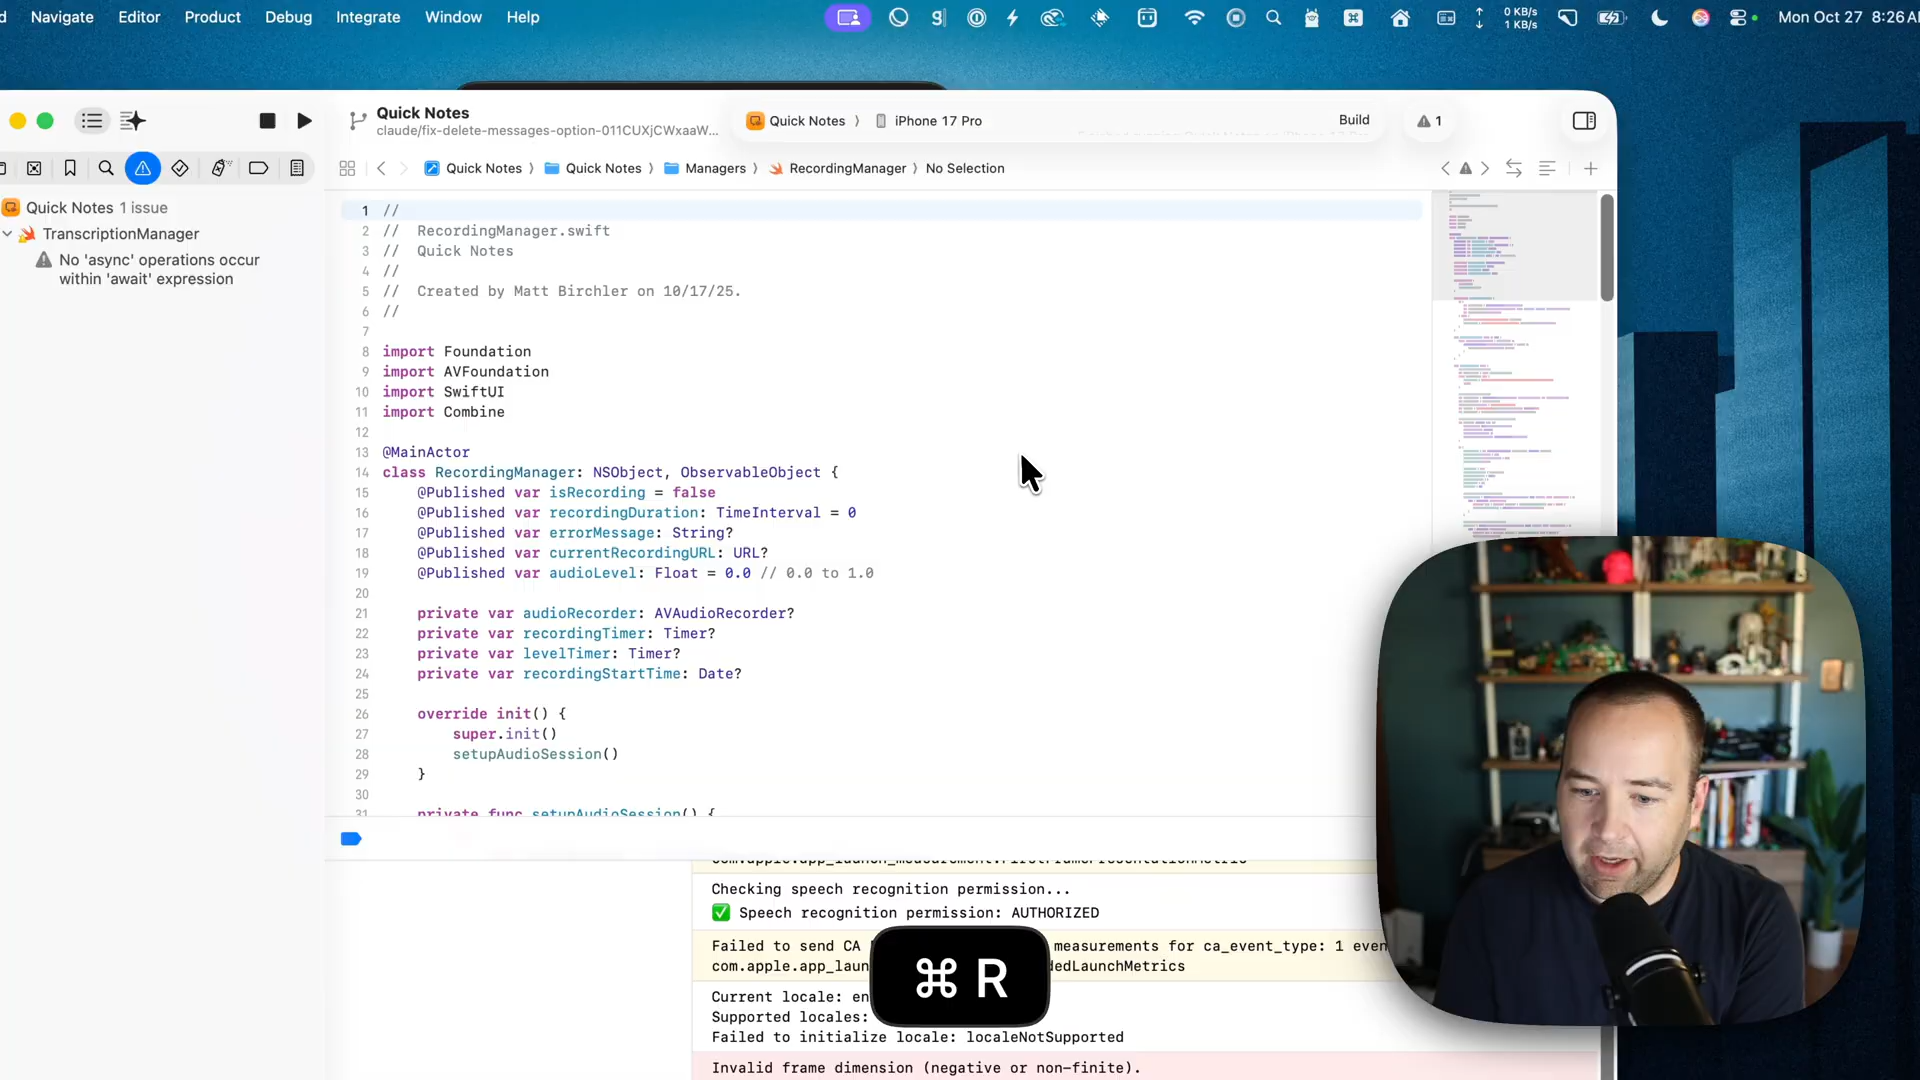 Navigate Editor Product Debug Integrate Window Help 0 KB/s 1 KB/s Mon Oct 27 8:26
Quick Notes
claude/fix-delete-messages-option-011CUXjCWxaaW...
Quick Notes 〉 iPhone 17 Pro
Build
1
Quick Notes 〉 Quick Notes 〉 Managers 〉 RecordingManager 〉 No Selection
Quick Notes 1 issue
TranscriptionManager
No 'async' operations occur
within 'await' expression
1 //
2 //  RecordingManager.swift
3 //  Quick Notes
4 //
5 //  Created by Matt Birchler on 10/17/25.
6 //
7
8 import Foundation
9 import AVFoundation
10 import SwiftUI
11 import Combine
12
13 @MainActor
14 class RecordingManager: NSObject, ObservableObject {
15     @Published var isRecording = false
16     @Published var recordingDuration: TimeInterval = 0
17     @Published var errorMessage: String?
18     @Published var currentRecordingURL: URL?
19     @Published var audioLevel: Float = 0.0 // 0.0 to 1.0
20
21     private var audioRecorder: AVAudioRecorder?
22     private var recordingTimer: Timer?
23     private var levelTimer: Timer?
24     private var recordingStartTime: Date?
25
26     override init() {
27         super.init()
28         setupAudioSession()
29     }
30
31     private func setupAudioSession() {
com.apple.app_launch_measurement.FirstFramePresentationMetric
Checking speech recognition permission...
✅ Speech recognition permission: AUTHORIZED
Failed to send CA measurements for ca_event_type: 1
com.apple.app_laun dedLaunchMetrics
Current locale: en
Supported locales:
Failed to initialize locale: localeNotSupported
Invalid frame dimension (negative or non-finite).
⌘ R